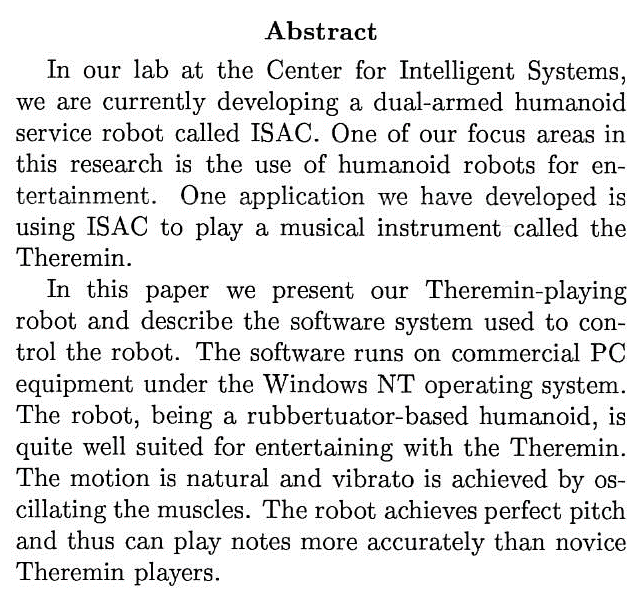 Abstract
In our lab at the Center for Intelligent Systems,
we are currently developing a dual-armed humanoid
service robot called ISAC. One of our focus areas in
this research is the use of humanoid robots for en-
tertainment. One application we have developed is
using ISAC to play a musical instrument called the
Theremin.
In this paper we present our Theremin-playing
robot and describe the software system used to con-
trol the robot. The software runs on commercial PC
equipment under the Windows NT operating system.
The robot, being a rubbertuator-based humanoid, is
quite well suited for entertaining with the Theremin.
The motion is natural and vibrato is achieved by os-
cillating the muscles. The robot achieves perfect pitch
and thus can play notes more accurately than novice
Theremin players.